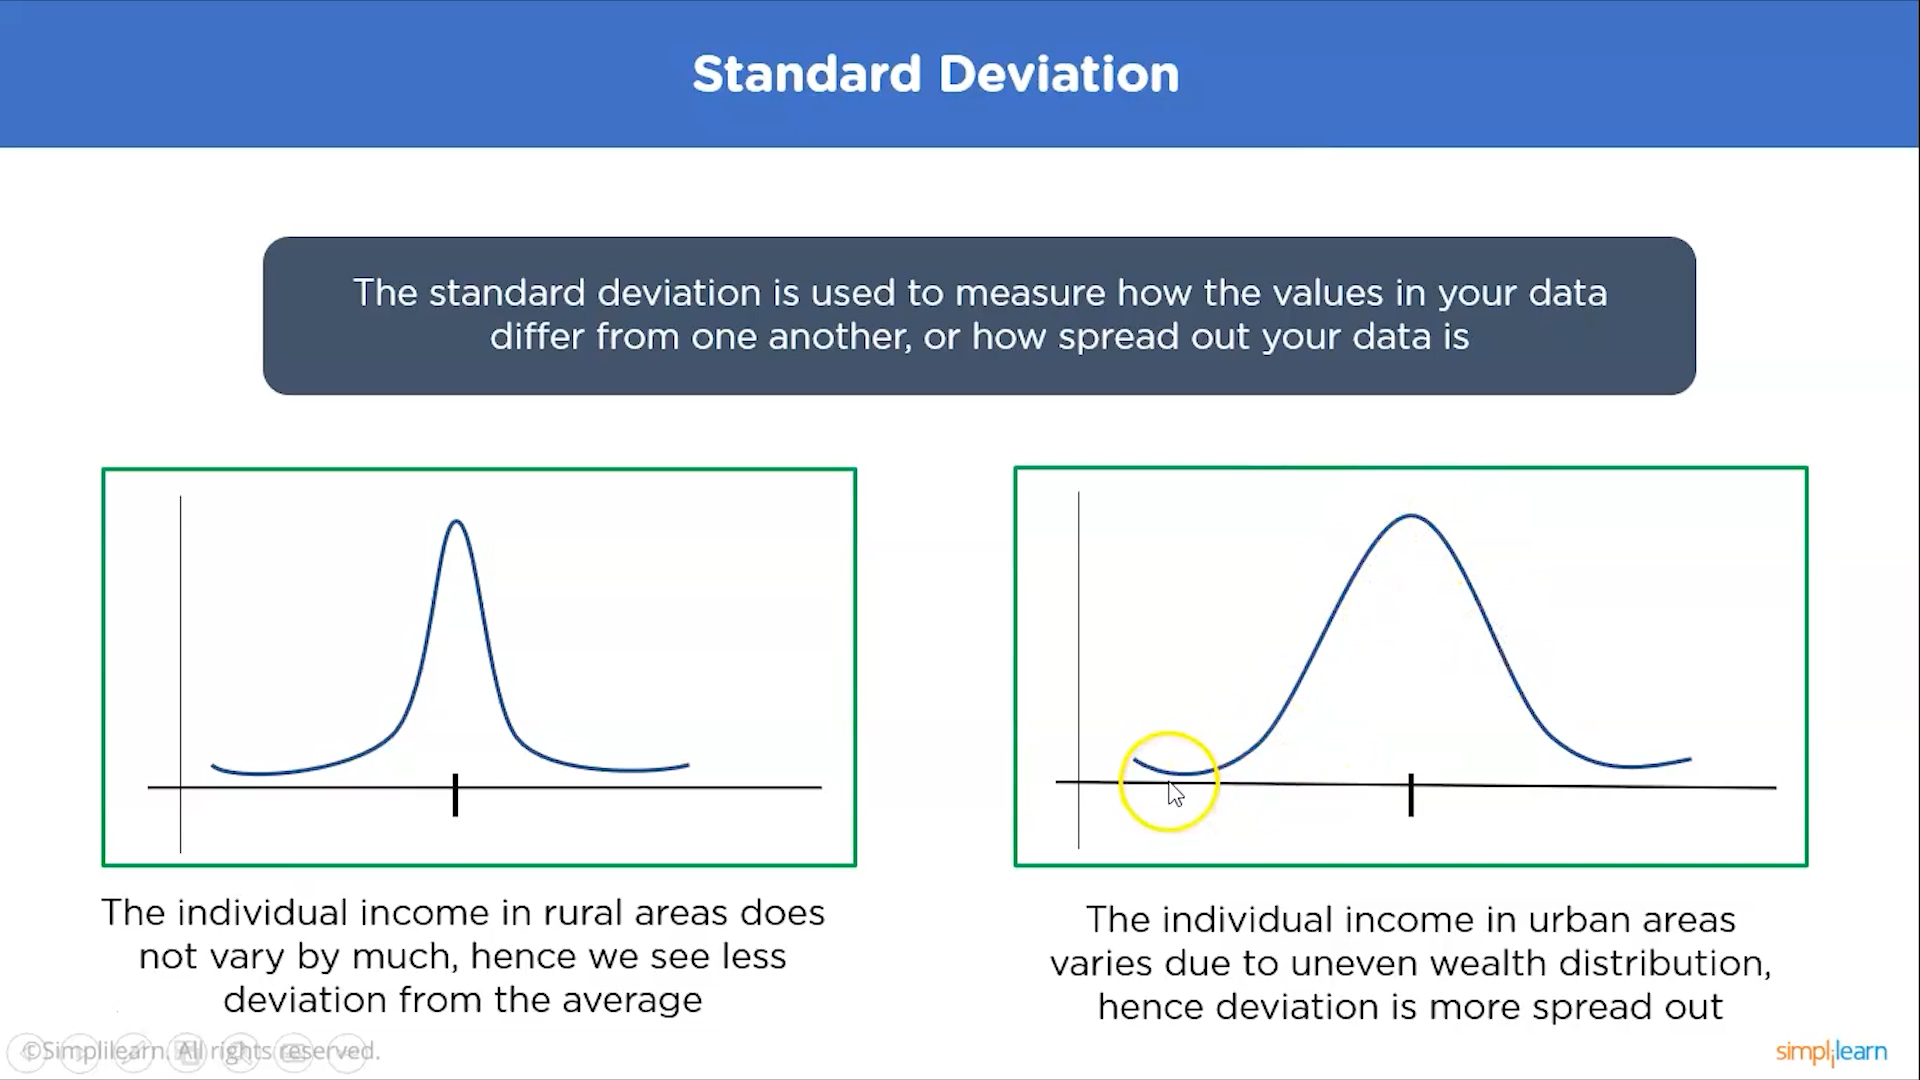 Standard Deviation
The standard deviation is used to measure how the values in your data
differ from one another, or how spread out your data is
The individual income in rural areas does
not vary by much, hence we see less
deviation from the average
The individual income in urban areas
varies due to uneven wealth distribution,
hence deviation is more spread out
©Simplilearn. All rights reserved.
simplilearn